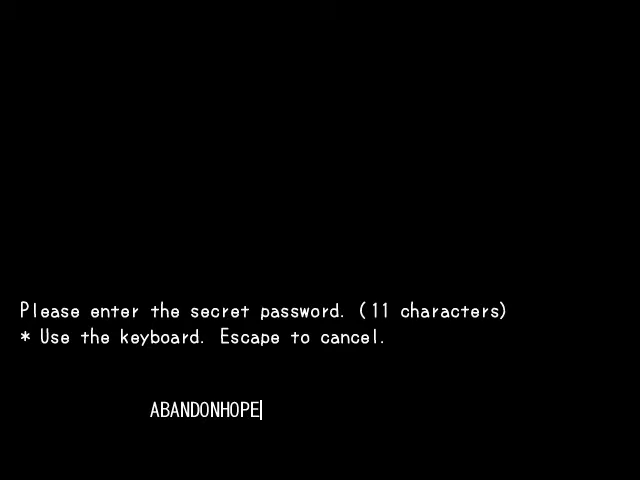 Please enter the secret password. (11 characters)
* Use the keyboard. Escape to cancel.
ABANDONHOPE